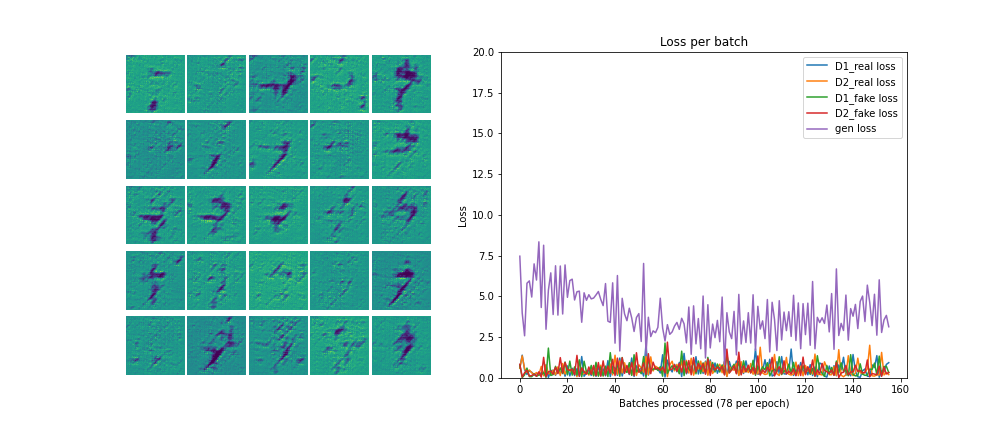 Loss per batch
20.0
17.5
15.0
12.5
10.0
7.5
5.0
2.5
0.0
Loss
D1_real loss
D2_real loss
D1_fake loss
D2_fake loss
gen loss
0 20 40 60 80 100 120 140 160
Batches processed (78 per epoch)